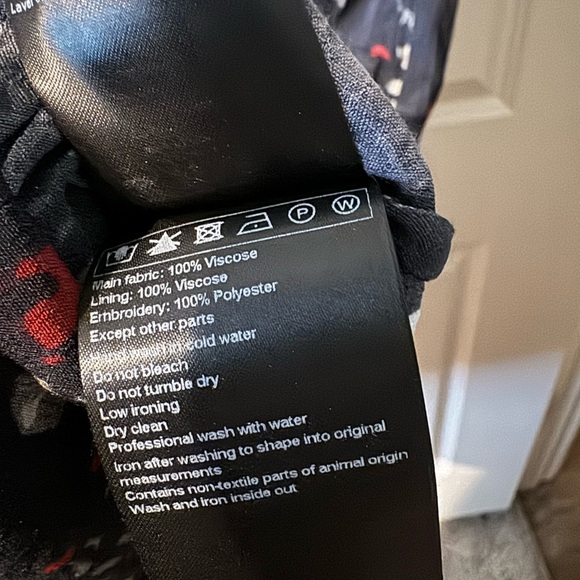 P W
Main fabric: 100% Viscose
Lining: 100% Viscose
Embroidery: 100% Polyester
Except other parts
cold water
Do not bleach
Do not tumble dry
Low ironing
Dry clean
Professional wash with water
Iron after washing to shape into original
measurements
Contains non-textile parts of animal origin
Wash and iron inside out